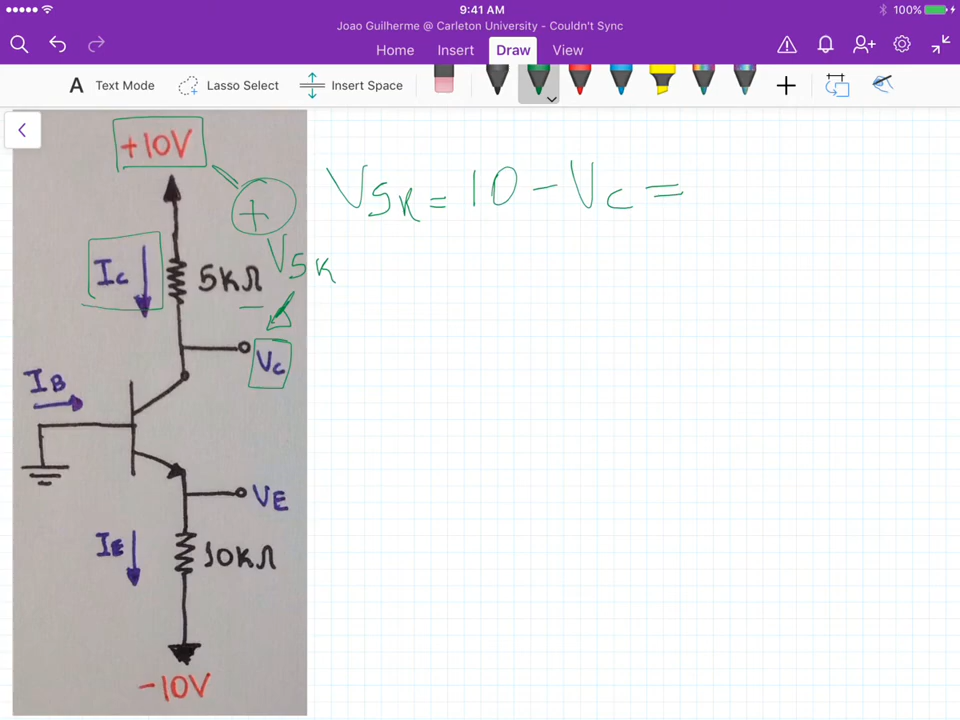 9:41 AM
100%
Joao Guilherme @ Carleton University - Couldn't Sync
Home Insert Draw View
A Text Mode Lasso Select Insert Space
+10V
+
V5K
Ic
5KΩ
−
Vc
IB
VE
IE
10KΩ
-10V
V5K = 10 - Vc =